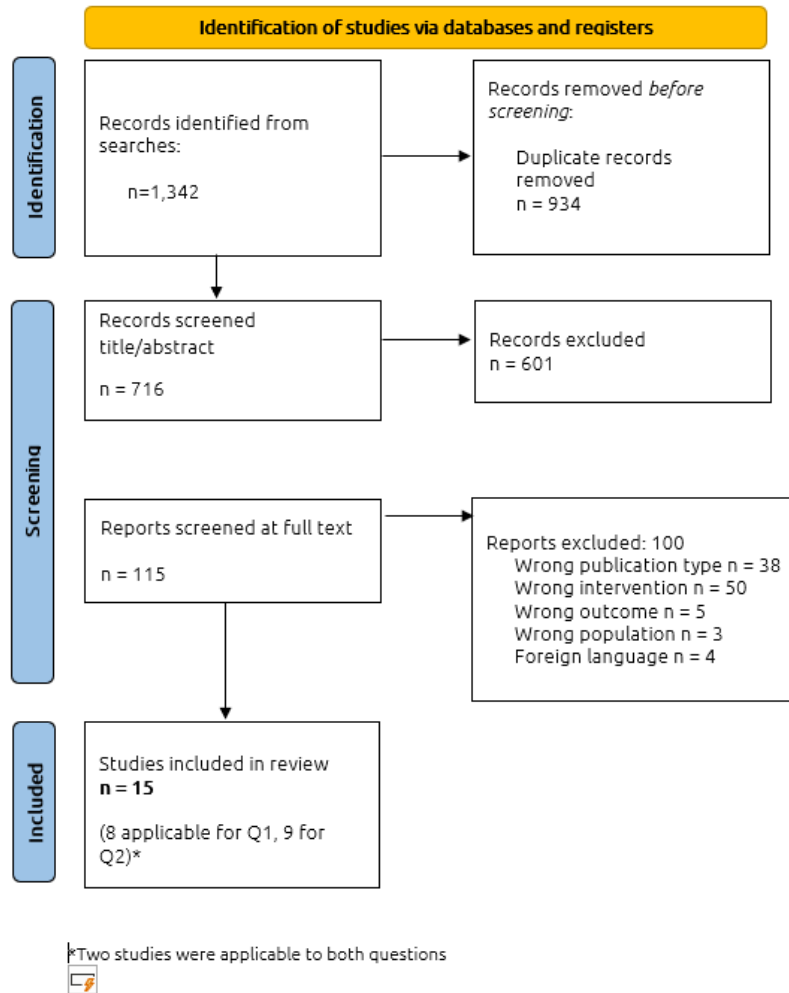 Identification of studies via databases and registers
Identification
Records identified from
searches:
n=1,342
Records removed before
screening:
Duplicate records
removed
n = 934
Screening
Records screened
title/abstract
n = 716
Records excluded
n = 601
Reports screened at full text
n = 115
Reports excluded: 100
Wrong publication type n = 38
Wrong intervention n = 50
Wrong outcome n = 5
Wrong population n = 3
Foreign language n = 4
Included
Studies included in review
n = 15
(8 applicable for Q1, 9 for
Q2)*
*Two studies were applicable to both questions